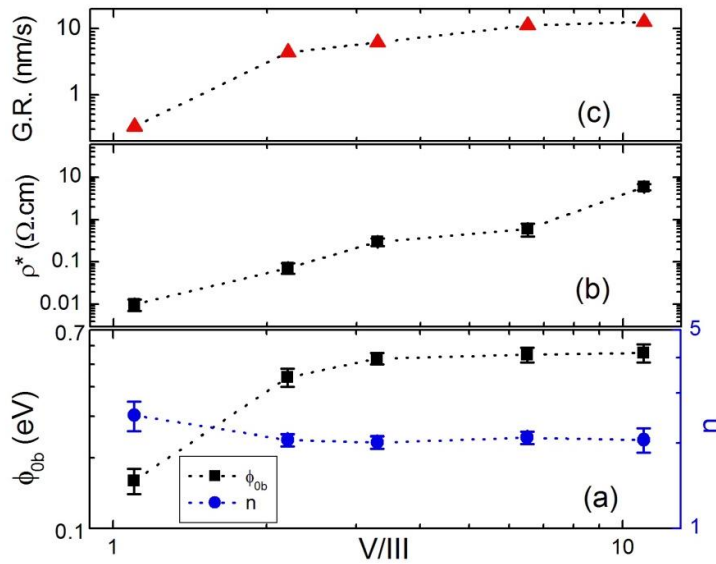 G.R. (nm/s)
10
1
(c)
ρ* (Ω.cm)
10
1
0.1
0.01
(b)
ϕ0b (eV)
0.7
0.1
5
1
n
ϕ0b
n
(a)
1
V/III
10